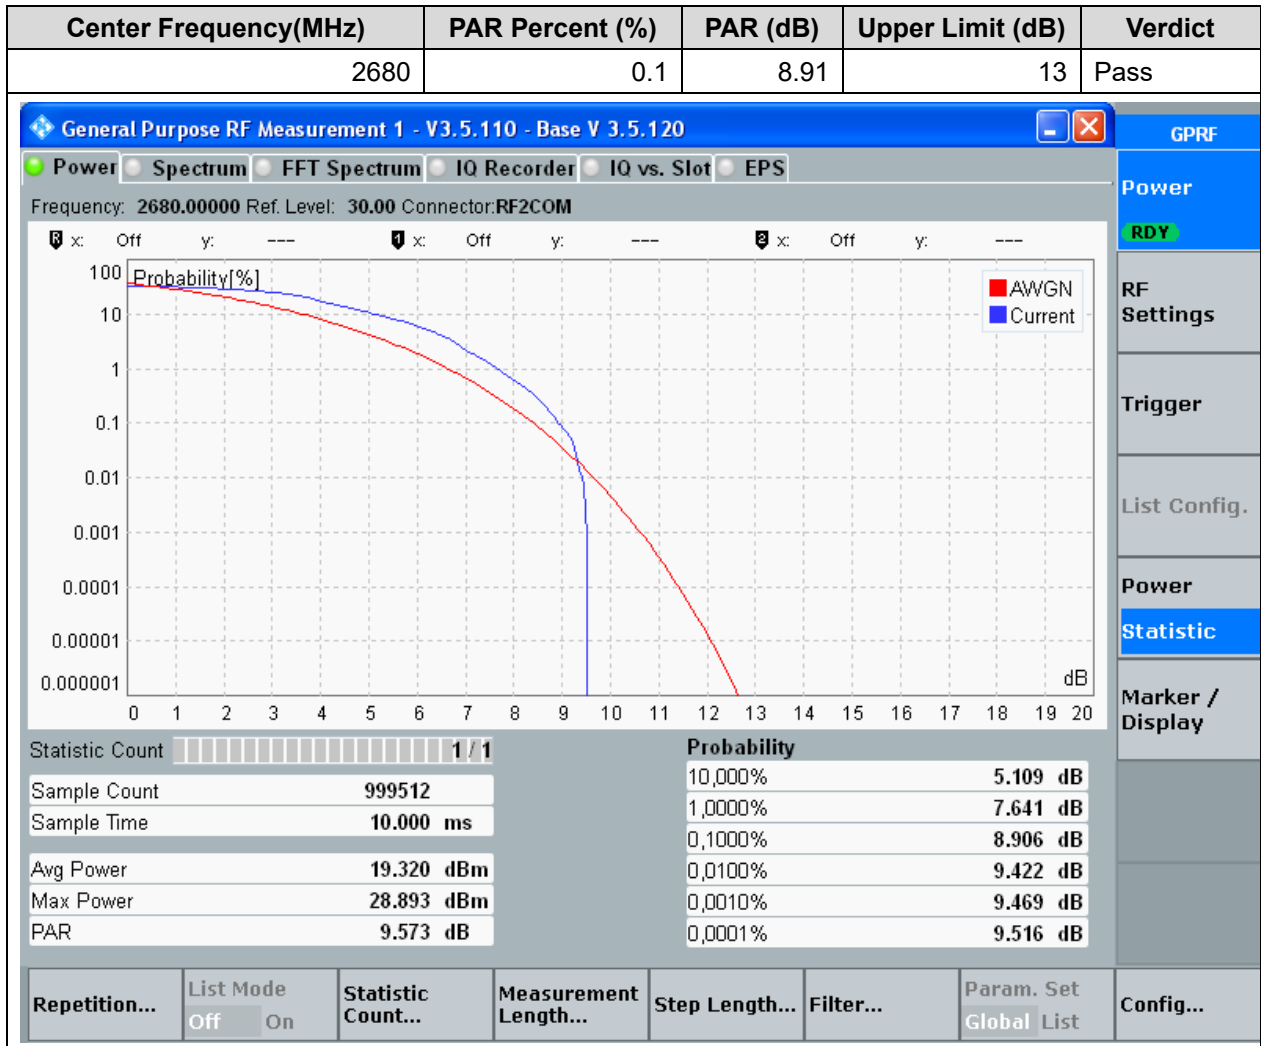 Center Frequency(MHz) PAR Percent (%) PAR (dB) Upper Limit (dB) Verdict
2680 0.1 8.91 13 Pass
General Purpose RF Measurement 1 - V3.5.110 - Base V 3.5.120
GPRF
Power Spectrum FFT Spectrum IQ Recorder IQ vs. Slot EPS
Power
RDY
Frequency: 2680.00000 Ref. Level: 30.00 Connector:RF2COM
R x: Off y: --- 1 x: Off y: --- 2 x: Off y: ---
Probability[%]
100
10
1
0.1
0.01
0.001
0.0001
0.00001
0.000001
AWGN
Current
dB
0 1 2 3 4 5 6 7 8 9 10 11 12 13 14 15 16 17 18 19 20
RF
Settings
Trigger
List Config.
Power
Statistic
Marker /
Display
Statistic Count 1 / 1
Sample Count 999512
Sample Time 10.000 ms
Avg Power 19.320 dBm
Max Power 28.893 dBm
PAR 9.573 dB
Probability
10,000% 5.109 dB
1,0000% 7.641 dB
0,1000% 8.906 dB
0,0100% 9.422 dB
0,0010% 9.469 dB
0,0001% 9.516 dB
Repetition...
List Mode
Off On
Statistic
Count...
Measurement
Length...
Step Length...
Filter...
Param. Set
Global List
Config...